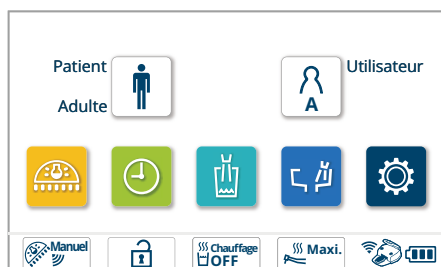 Patient
Utilisateur
Adulte
A
Manuel
Chauffage
OFF
Maxi.